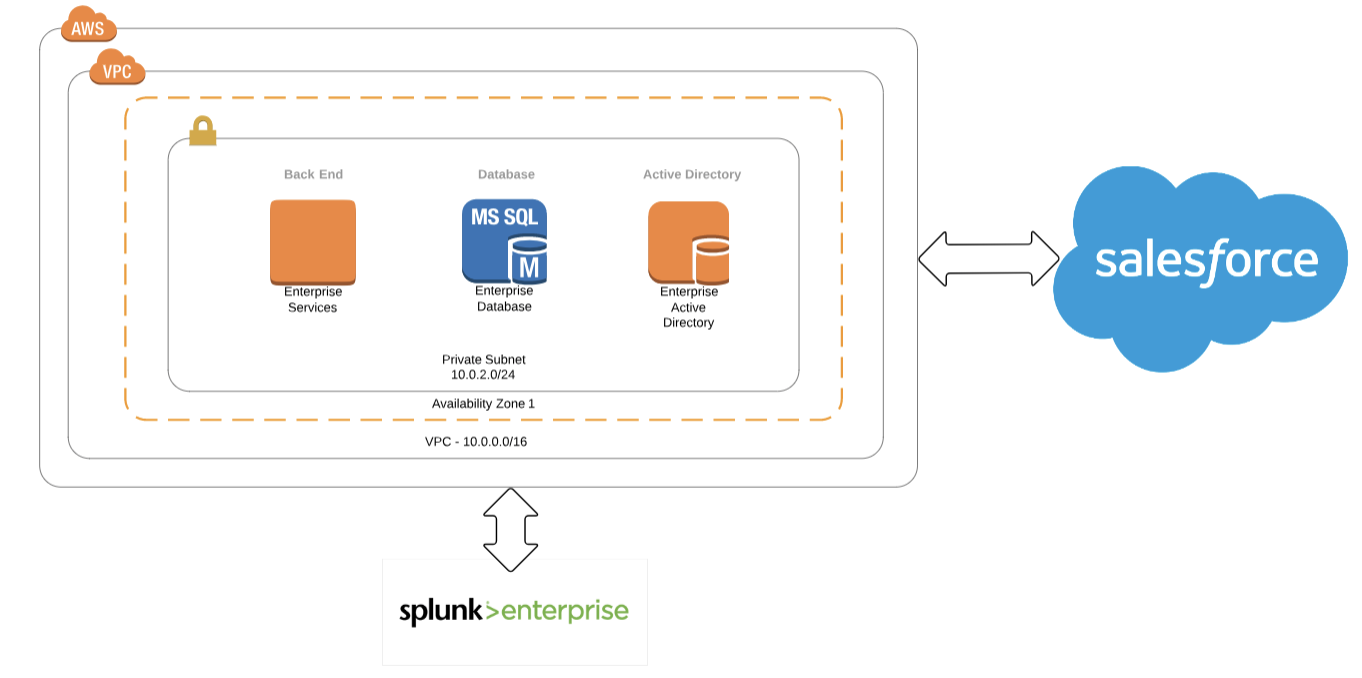 AWS
VPC
Back End
Database
Active Directory
MS SQL
M
Enterprise
Services
Enterprise
Database
Enterprise
Active
Directory
Private Subnet
10.0.2.0/24
Availability Zone 1
VPC - 10.0.0.0/16
salesforce
splunk>enterprise